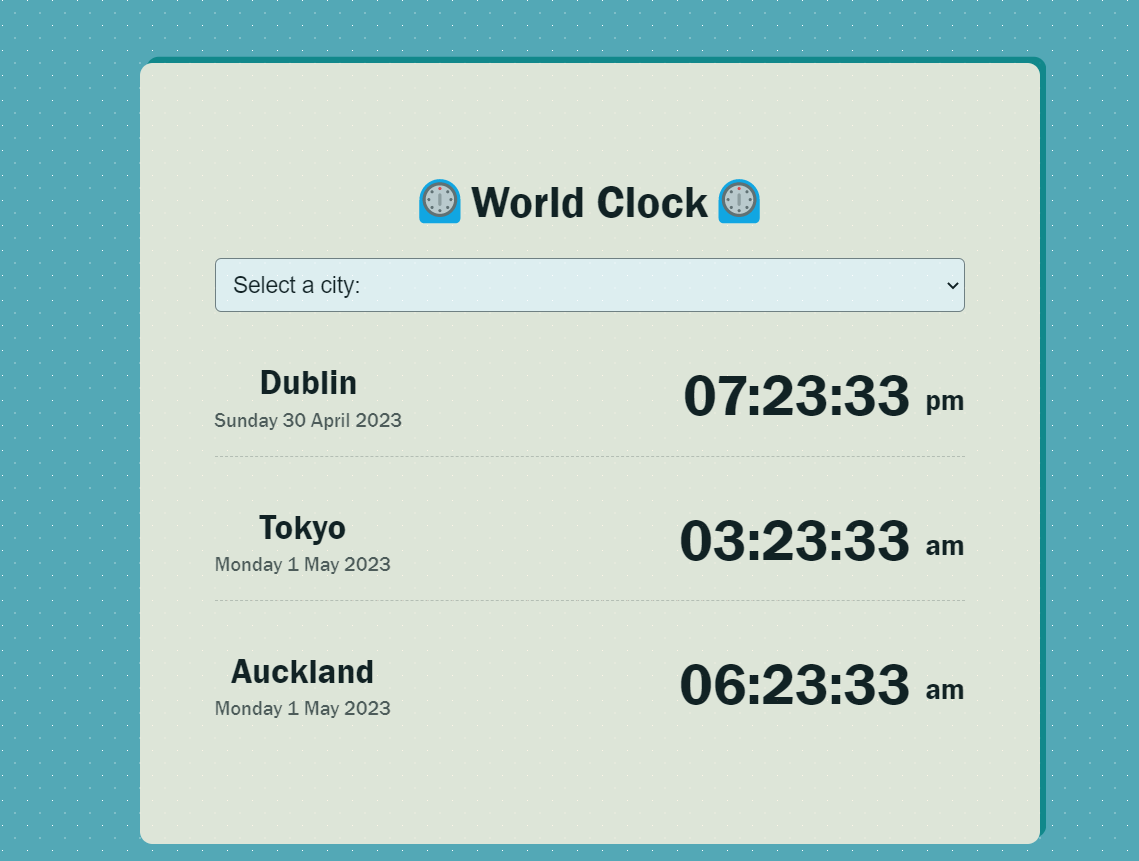 World Clock
Select a city:
Dublin
07:23:33 pm
Sunday 30 April 2023
Tokyo
03:23:33 am
Monday 1 May 2023
Auckland
06:23:33 am
Monday 1 May 2023